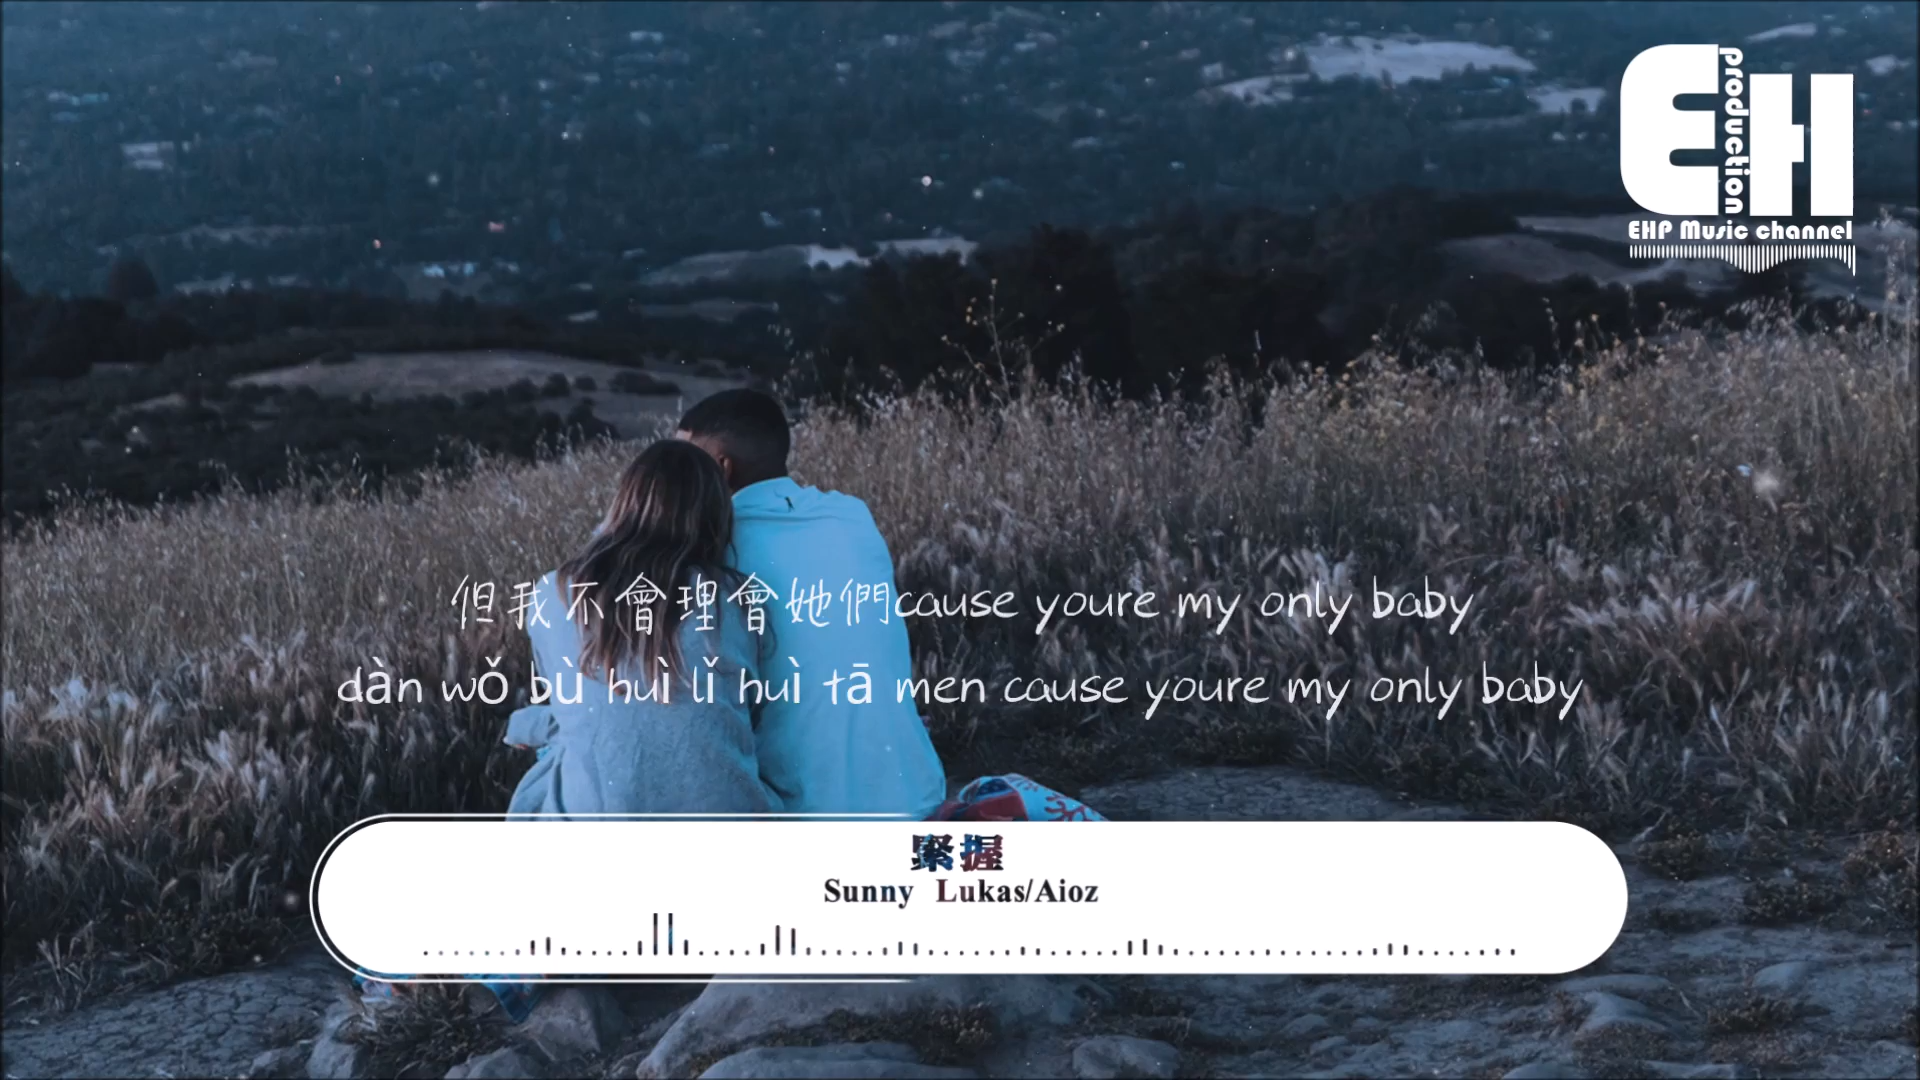 production
EH
EHP Music channel
但我不會理會她們cause youre my only baby
dàn wǒ bù huì lǐ huì tā men cause youre my only baby
緊握
Sunny Lukas/Aioz